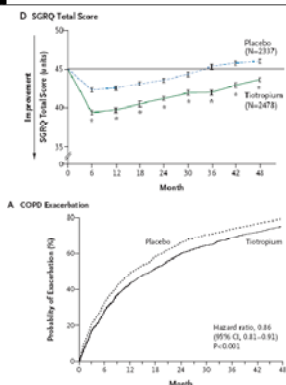 D SGRQ Total Score
50
45
40
35
0
Improvement
SGRQ Total Score (units)
Placebo
(N=2337)
Tiotropium
(N=2478)
* * * * * * * *
0 6 12 18 24 30 36 42 48
Month
A COPD Exacerbation
80
60
40
20
0
Probability of Exacerbation (%)
Placebo
Tiotropium
Hazard ratio, 0.86
(95% CI, 0.81–0.91)
P<0.001
0 6 12 18 24 30 36 42 48
Month